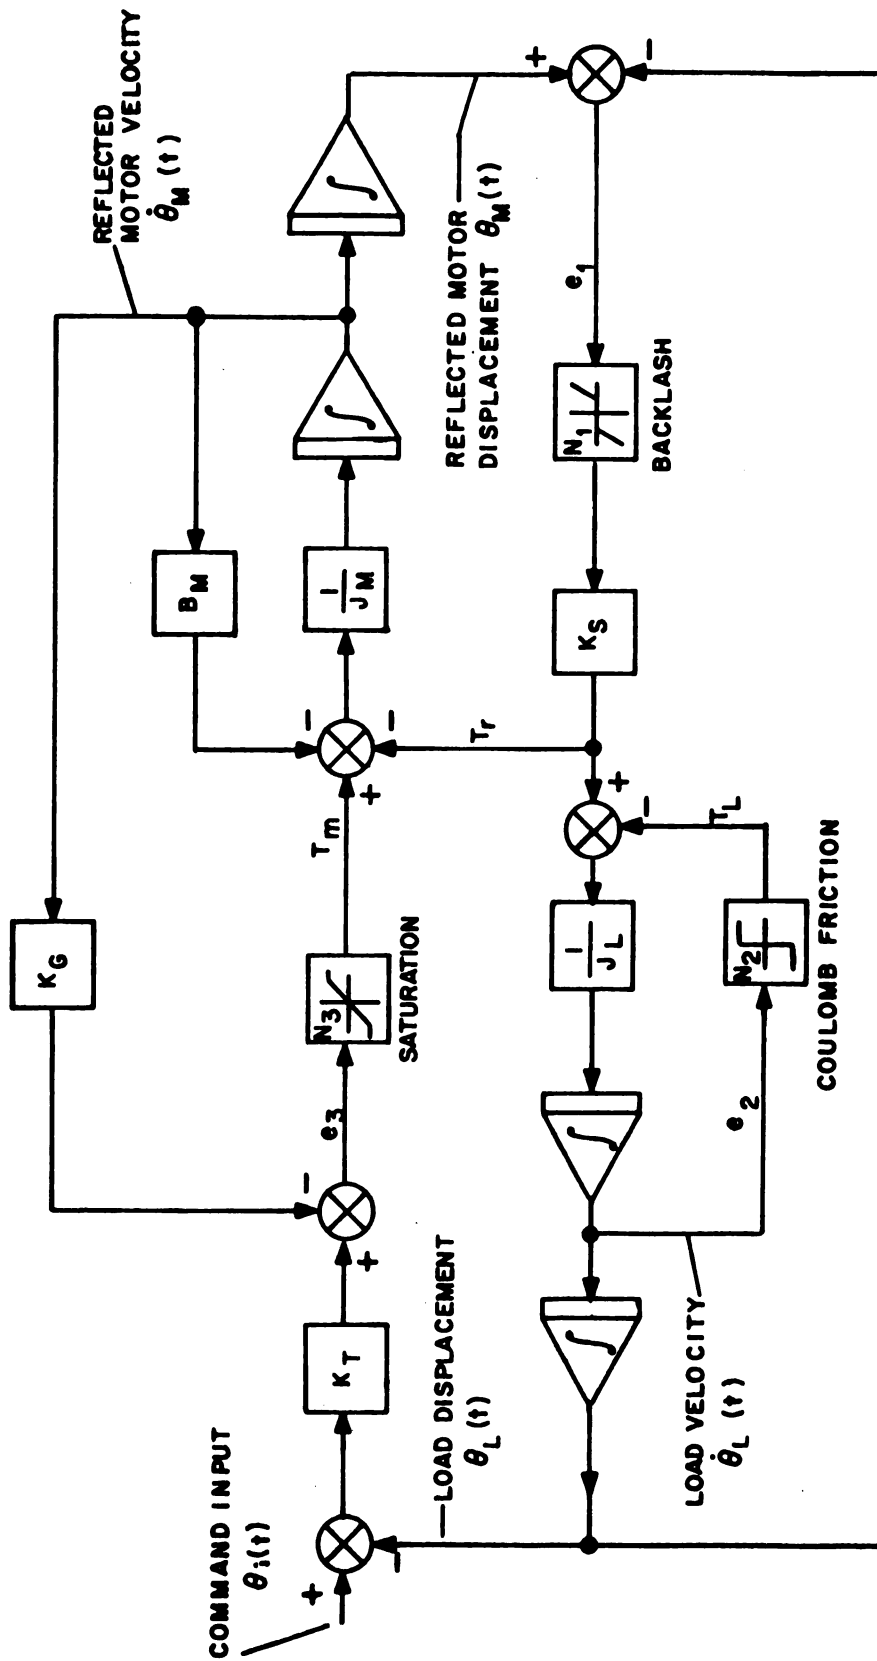 REFLECTED
MOTOR VELOCITY
θ̇M (t)
KG
BM
COMMAND INPUT
θi(t)
+
−
KT
+
−
e3
N3
SATURATION
Tm
+
−
−
1
JM
∫
∫
REFLECTED MOTOR
DISPLACEMENT θM(t)
+
−
e1
N1
BACKLASH
KS
Tr
+
−
TL
1
JL
∫
∫
N2
COULOMB FRICTION
e2
LOAD DISPLACEMENT
θL (t)
LOAD VELOCITY
θ̇L (t)